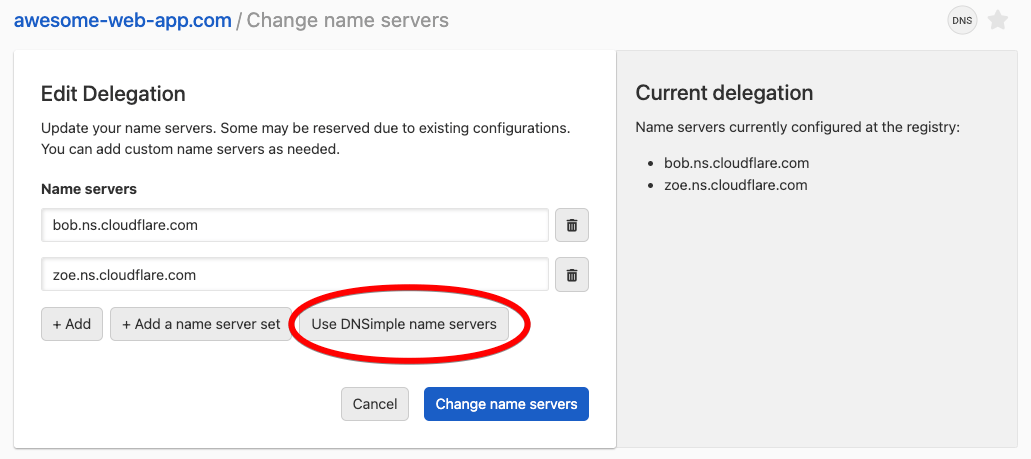 awesome-web-app.com / Change name servers
DNS
Edit Delegation
Update your name servers. Some may be reserved due to existing configurations.
You can add custom name servers as needed.
Name servers
bob.ns.cloudflare.com
zoe.ns.cloudflare.com
+ Add
+ Add a name server set
Use DNSimple name servers
Cancel
Change name servers
Current delegation
Name servers currently configured at the registry:
• bob.ns.cloudflare.com
• zoe.ns.cloudflare.com